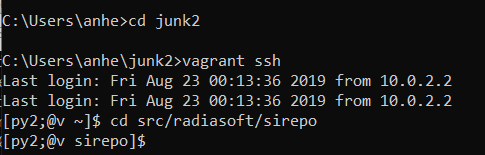 C:\Users\anhe>cd junk2
C:\Users\anhe\junk2>vagrant ssh
Last login: Fri Aug 23 00:13:36 2019 from 10.0.2.2
Last login: Fri Aug 23 00:13:36 2019 from 10.0.2.2
[py2;@v ~]$ cd src/radiasoft/sirepo
[py2;@v sirepo]$